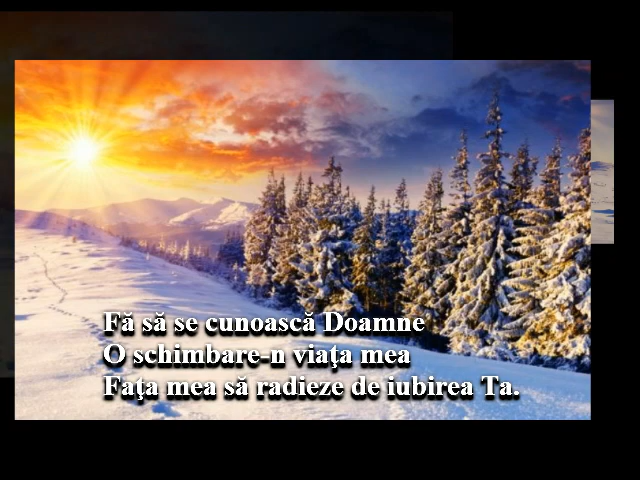 Fă să se cunoască Doamne
O schimbare-n viaţa mea
Faţa mea să radieze de iubirea Ta.